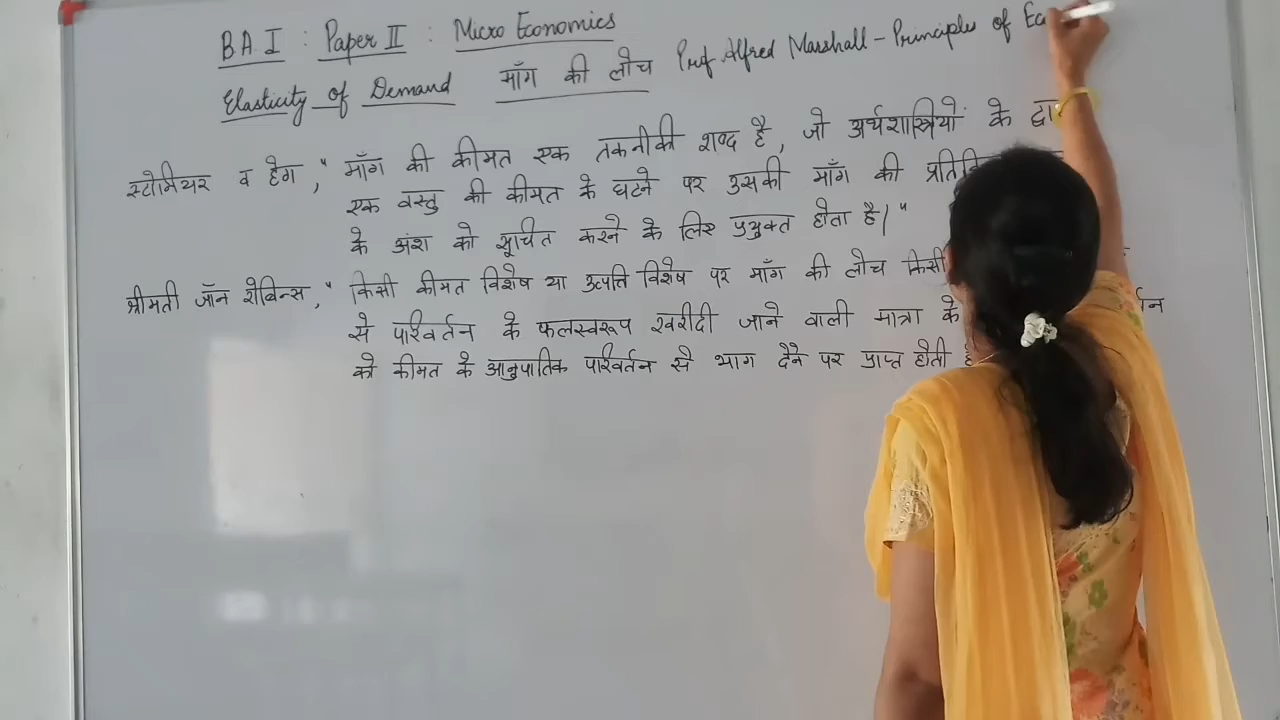 BA I : Paper II : Micro Economics
Elasticity of Demand माँग की लोच Prof. Alfred Marshall - Principles of
स्टोनियर व हेग, " माँग की कीमत एक तकनीकी शब्द है, जो अर्थशास्त्रियों के
एक वस्तु की कीमत के घटने पर उसकी माँग की
के अंश को सूचित करने के लिए प्रयुक्त होता है।"
श्रीमती जॉन रोबिन्स, " किसी कीमत विशेष या उत्पत्ति विशेष पर माँग की लोच किसी
से परिवर्तन के फलस्वरूप खरीदी जाने वाली मात्रा के
को कीमत के आनुपातिक परिवर्तन से भाग देने पर प्राप्त होती